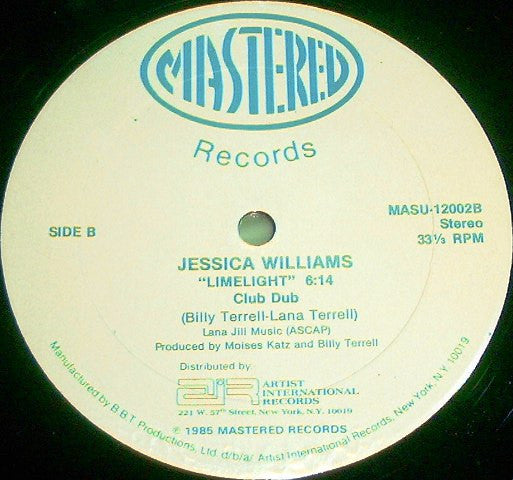 MASTERED
Records
MASU-12002B
Stereo
33⅓ RPM
SIDE B
JESSICA WILLIAMS
"LIMELIGHT" 6:14
Club Dub
(Billy Terrell-Lana Terrell)
Lana Jill Music (ASCAP)
Produced by Moises Katz and Billy Terrell
Distributed by:
air
ARTIST
INTERNATIONAL
RECORDS
221 W. 57th Street, New York, N.Y. 10019
℗ 1985 MASTERED RECORDS
Manufactured by B.B.T. Productions, Ltd. d/b/a/ Artist International Records, New York, N.Y. 10019